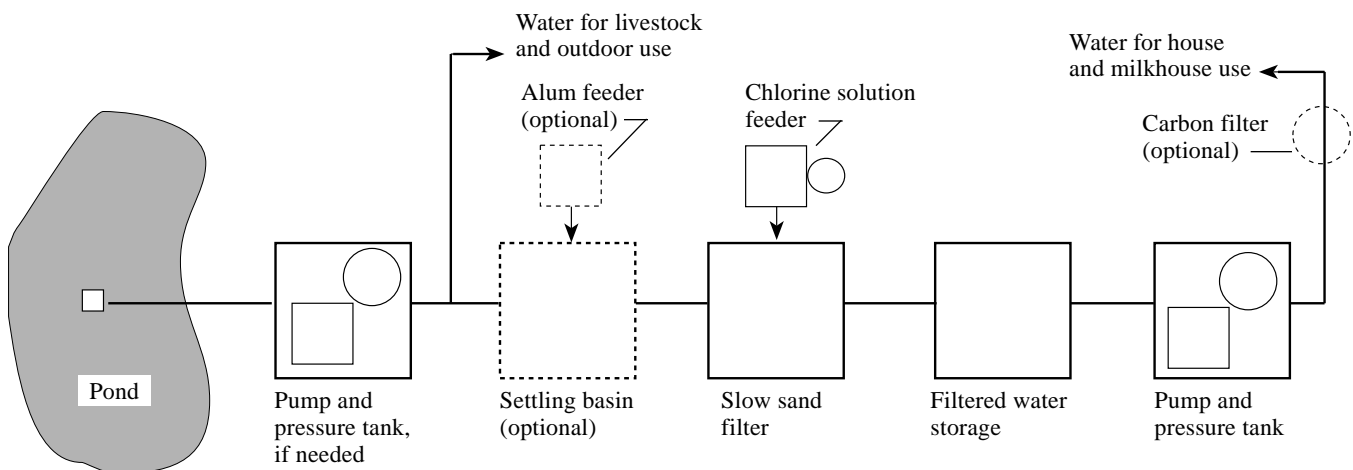 Water for livestock
and outdoor use
Water for house
and milkhouse use
Alum feeder
(optional)
Chlorine solution
feeder
Carbon filter
(optional)
Pond
Pump and
pressure tank,
if needed
Settling basin
(optional)
Slow sand
filter
Filtered water
storage
Pump and
pressure tank